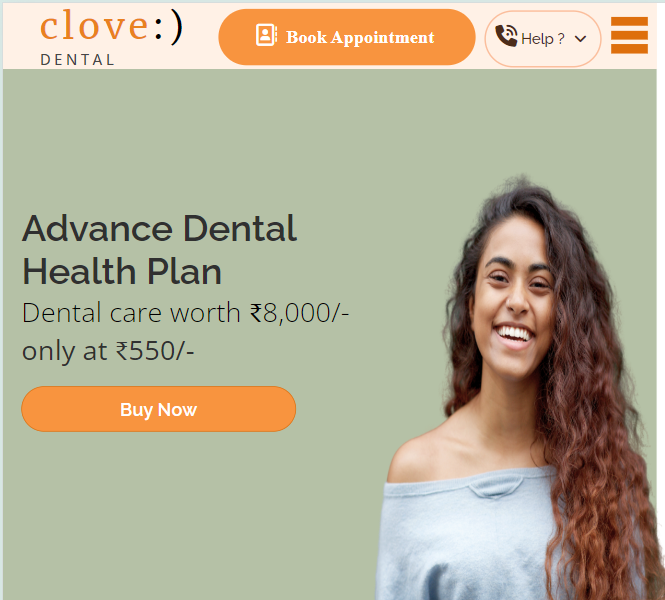 clove:)
DENTAL
Book Appointment
Help ?
Advance Dental
Health Plan
Dental care worth ₹8,000/-
only at ₹550/-
Buy Now